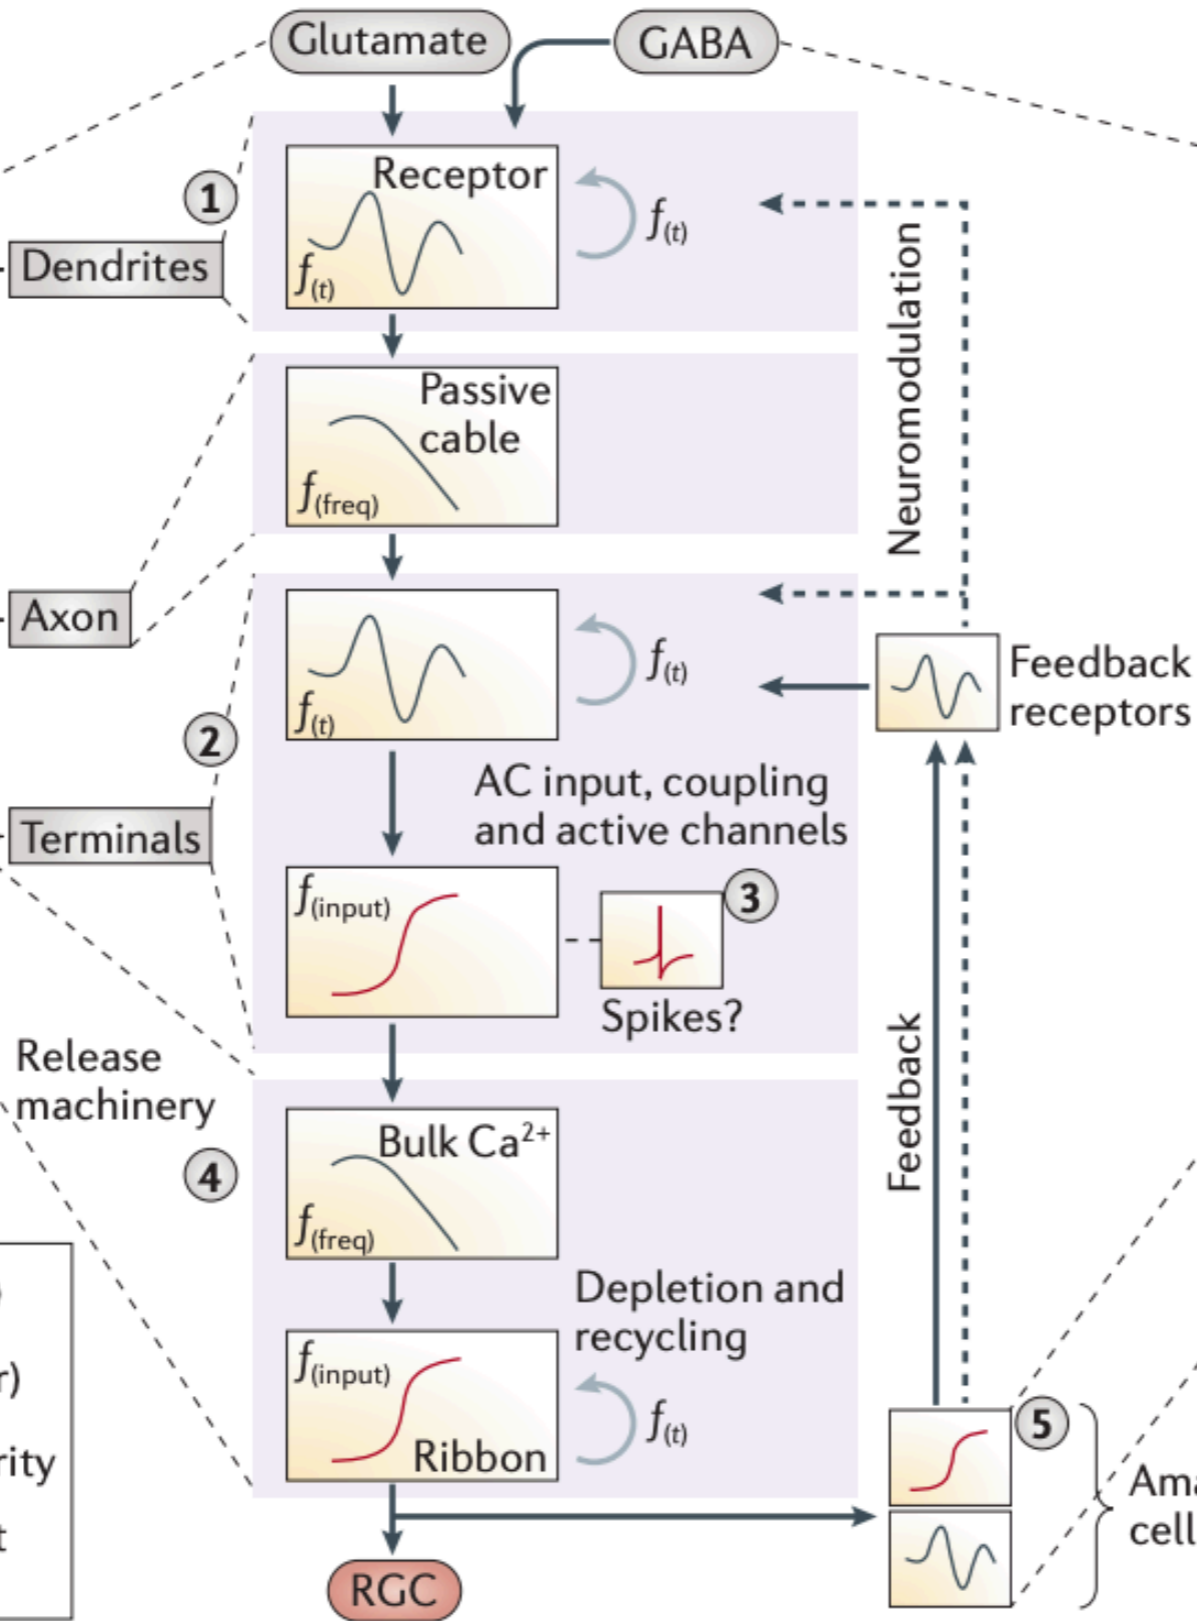 Glutamate
GABA
1
Receptor
f(t)
f(t)
Dendrites
Passive
cable
f(freq)
Neuromodulation
Axon
f(t)
f(t)
Feedback
receptors
2
AC input, coupling
and active channels
Terminals
f(input)
3
Spikes?
Release
machinery
Feedback
4
Bulk Ca²⁺
f(freq)
Depletion and
recycling
f(input)
Ribbon
f(t)
5
RGC